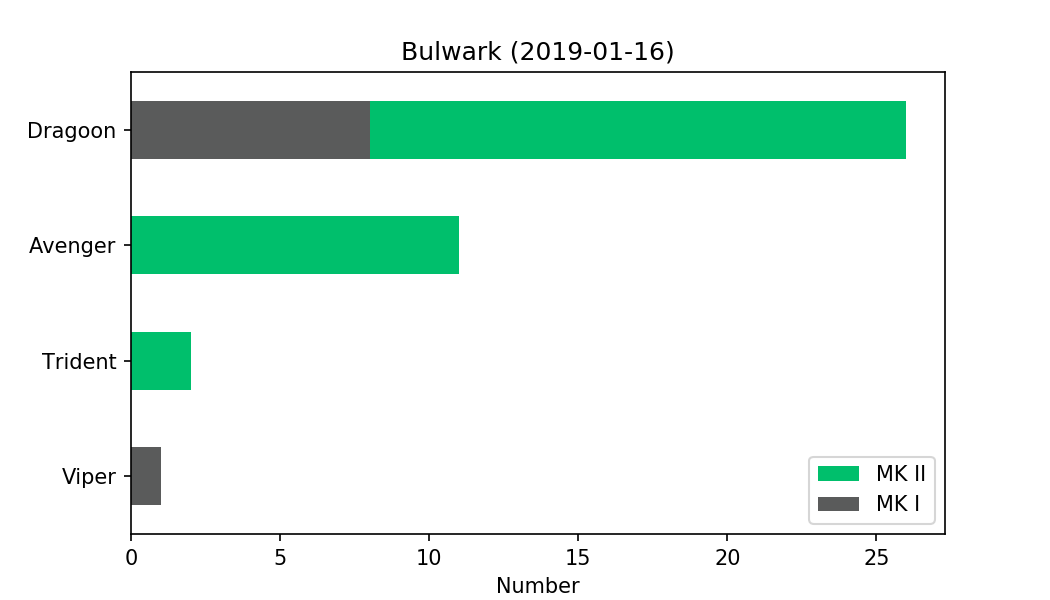 Bulwark (2019-01-16)
Dragoon
Avenger
Trident
Viper
MK II
MK I
0 5 10 15 20 25
Number